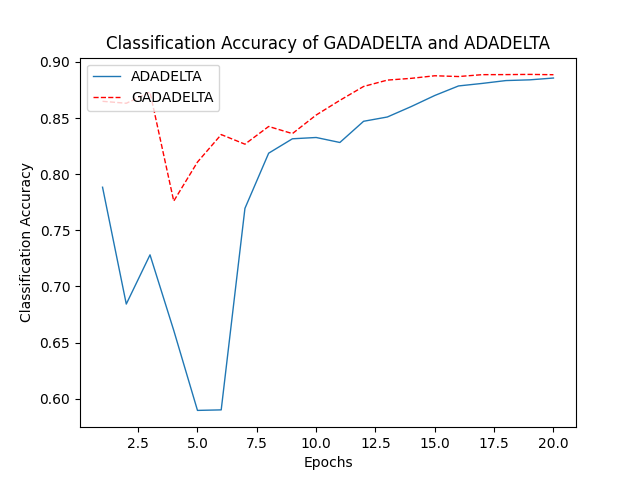 Classification Accuracy of GADADELTA and ADADELTA
0.90
0.85
0.80
0.75
0.70
0.65
0.60
Classification Accuracy
ADADELTA
GADADELTA
2.5 5.0 7.5 10.0 12.5 15.0 17.5 20.0
Epochs